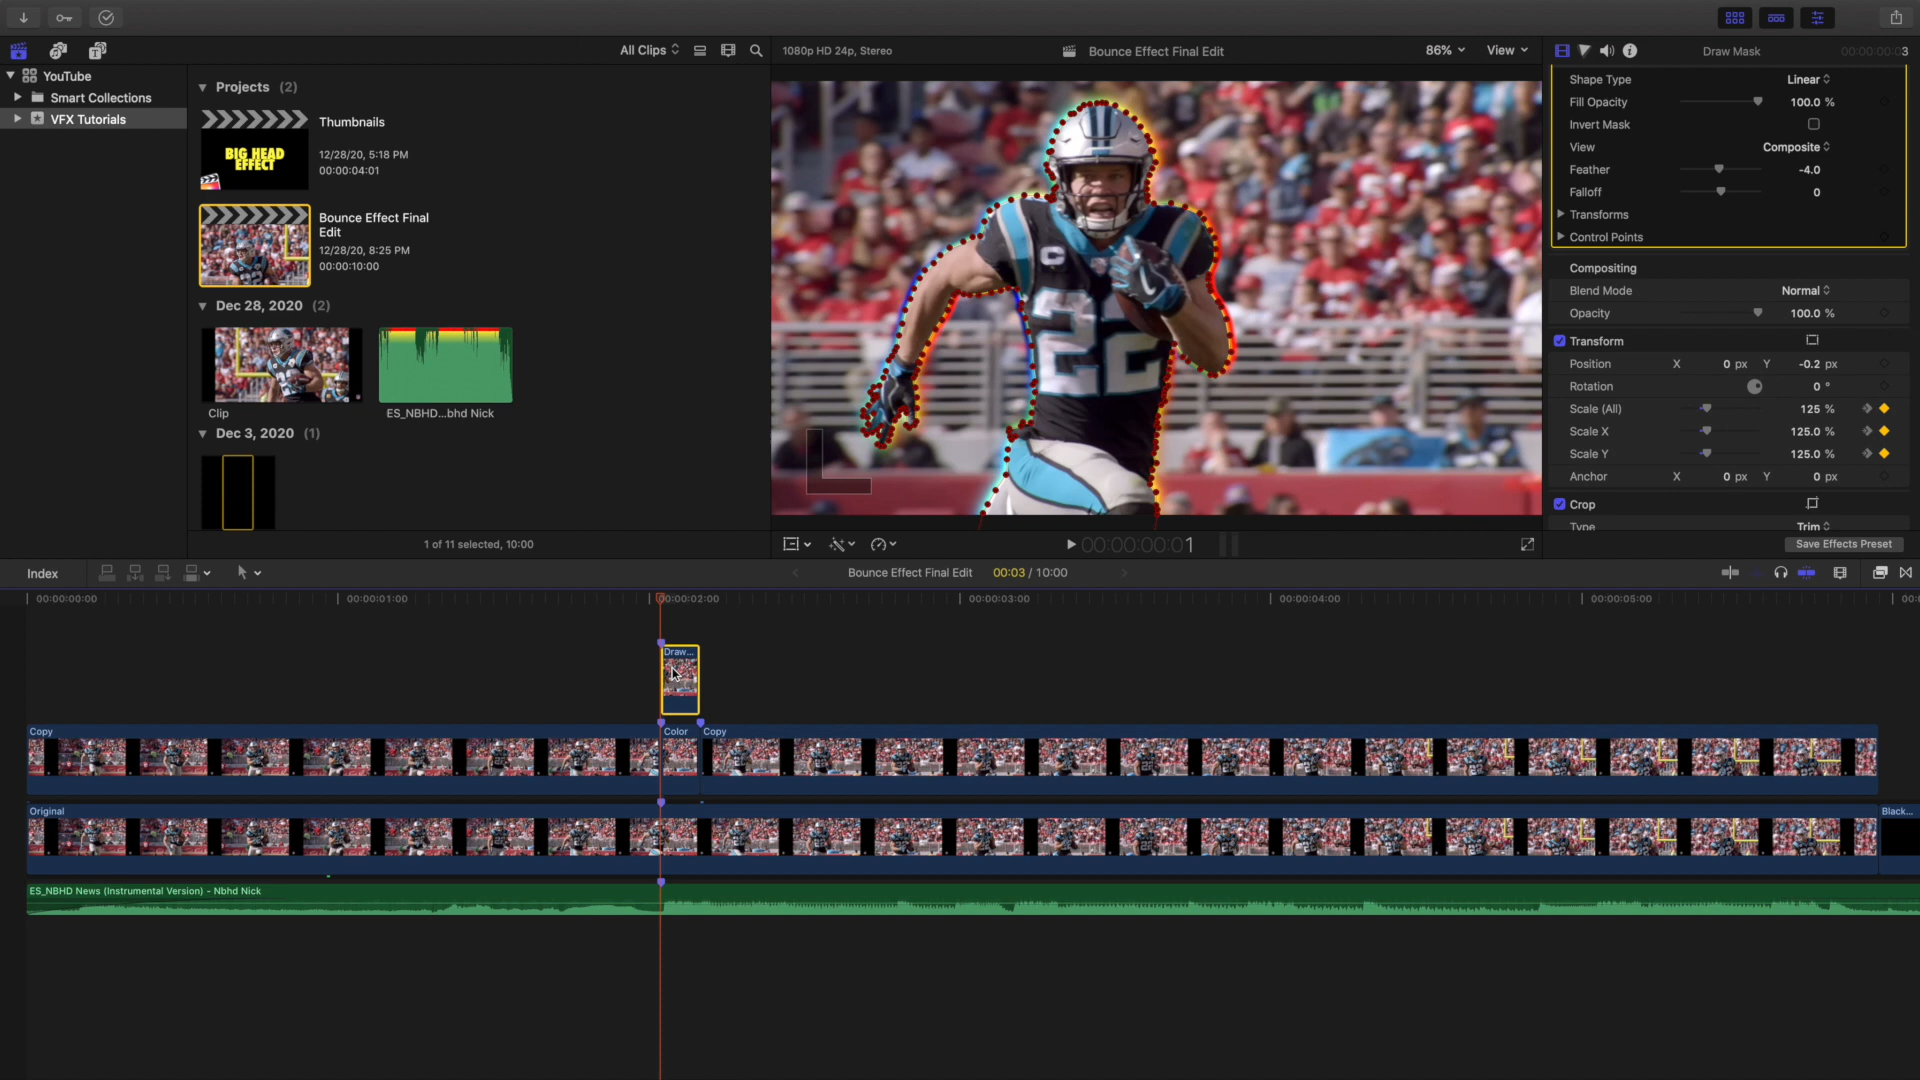 All Clips
1080p HD 24p, Stereo
Bounce Effect Final Edit
86%
View
Draw Mask
00:00:00:03
YouTube
Smart Collections
VFX Tutorials
Projects (2)
Thumbnails
12/28/20, 5:18 PM
00:00:04:01
BIG HEAD
EFFECT
Bounce Effect Final
Edit
12/28/20, 8:25 PM
00:00:10:00
Dec 28, 2020 (2)
Clip
ES_NBHD...bhd Nick
Dec 3, 2020 (1)
1 of 11 selected, 10:00
C
22
00:00:00:01
Shape Type
Linear
Fill Opacity
100.0 %
Invert Mask
View
Composite
Feather
-4.0
Falloff
0
Transforms
Control Points
Compositing
Blend Mode
Normal
Opacity
100.0 %
Transform
Position X 0 px Y -0.2 px
Rotation
0 °
Scale (All)
125 %
Scale X
125.0 %
Scale Y
125.0 %
Anchor X 0 px Y 0 px
Crop
Type
Trim
Save Effects Preset
Index
Bounce Effect Final Edit
00:03 / 10:00
00:00:00:00
00:00:01:00
00:00:02:00
00:00:03:00
00:00:04:00
00:00:05:00
Draw...
Copy
Color
Copy
Original
Black...
ES_NBHD News (Instrumental Version) - Nbhd Nick